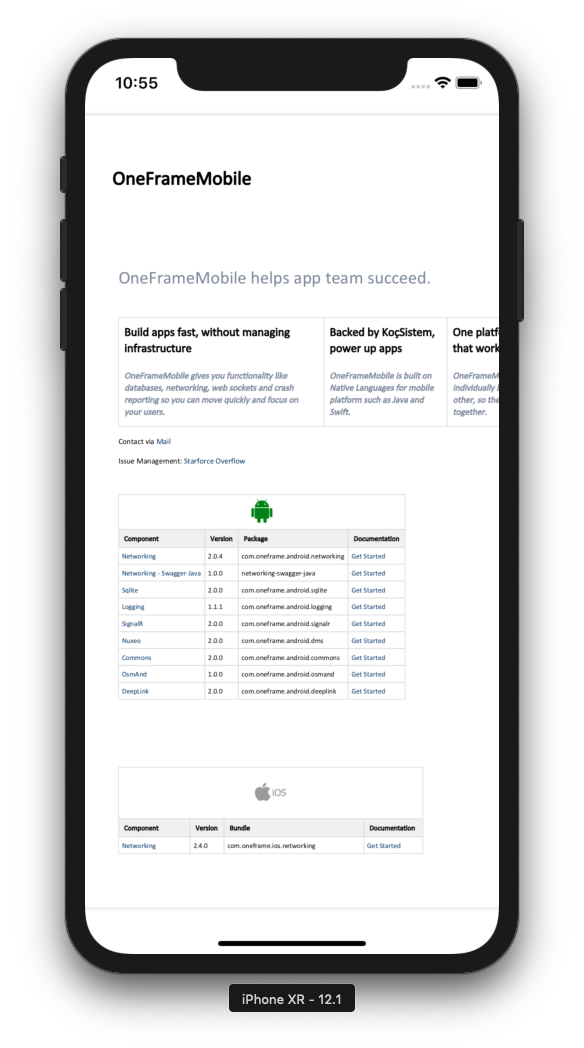 10:55
OneFrameMobile
OneFrameMobile helps app team succeed.
Build apps fast, without managing
infrastructure
OneFrameMobile gives you functionality like
databases, networking, web sockets and crash
reporting so you can move quickly and focus on
your users.
Backed by KoçSistem,
power up apps
OneFrameMobile is built on
Native Languages for mobile
platform such as Java and
Swift.
One platf
that work
OneFrameM
individually b
other, so the
together.
Contact via Mail
Issue Management: Starforce Overflow
Component Version Package Documentation
Networking 2.0.4 com.oneframe.android.networking Get Started
Networking - Swagger-Java 1.0.0 networking-swagger-java Get Started
Sqlite 2.0.0 com.oneframe.android.sqlite Get Started
Logging 1.1.1 com.oneframe.android.logging Get Started
SignalR 2.0.0 com.oneframe.android.signalr Get Started
Nuxeo 2.0.0 com.oneframe.android.dms Get Started
Commons 2.0.0 com.oneframe.android.commons Get Started
OsmAnd 1.0.0 com.oneframe.android.osmand Get Started
DeepLink 2.0.0 com.oneframe.android.deeplink Get Started
iOS
Component Version Bundle Documentation
Networking 2.4.0 com.oneframe.ios.networking Get Started
iPhone XR - 12.1